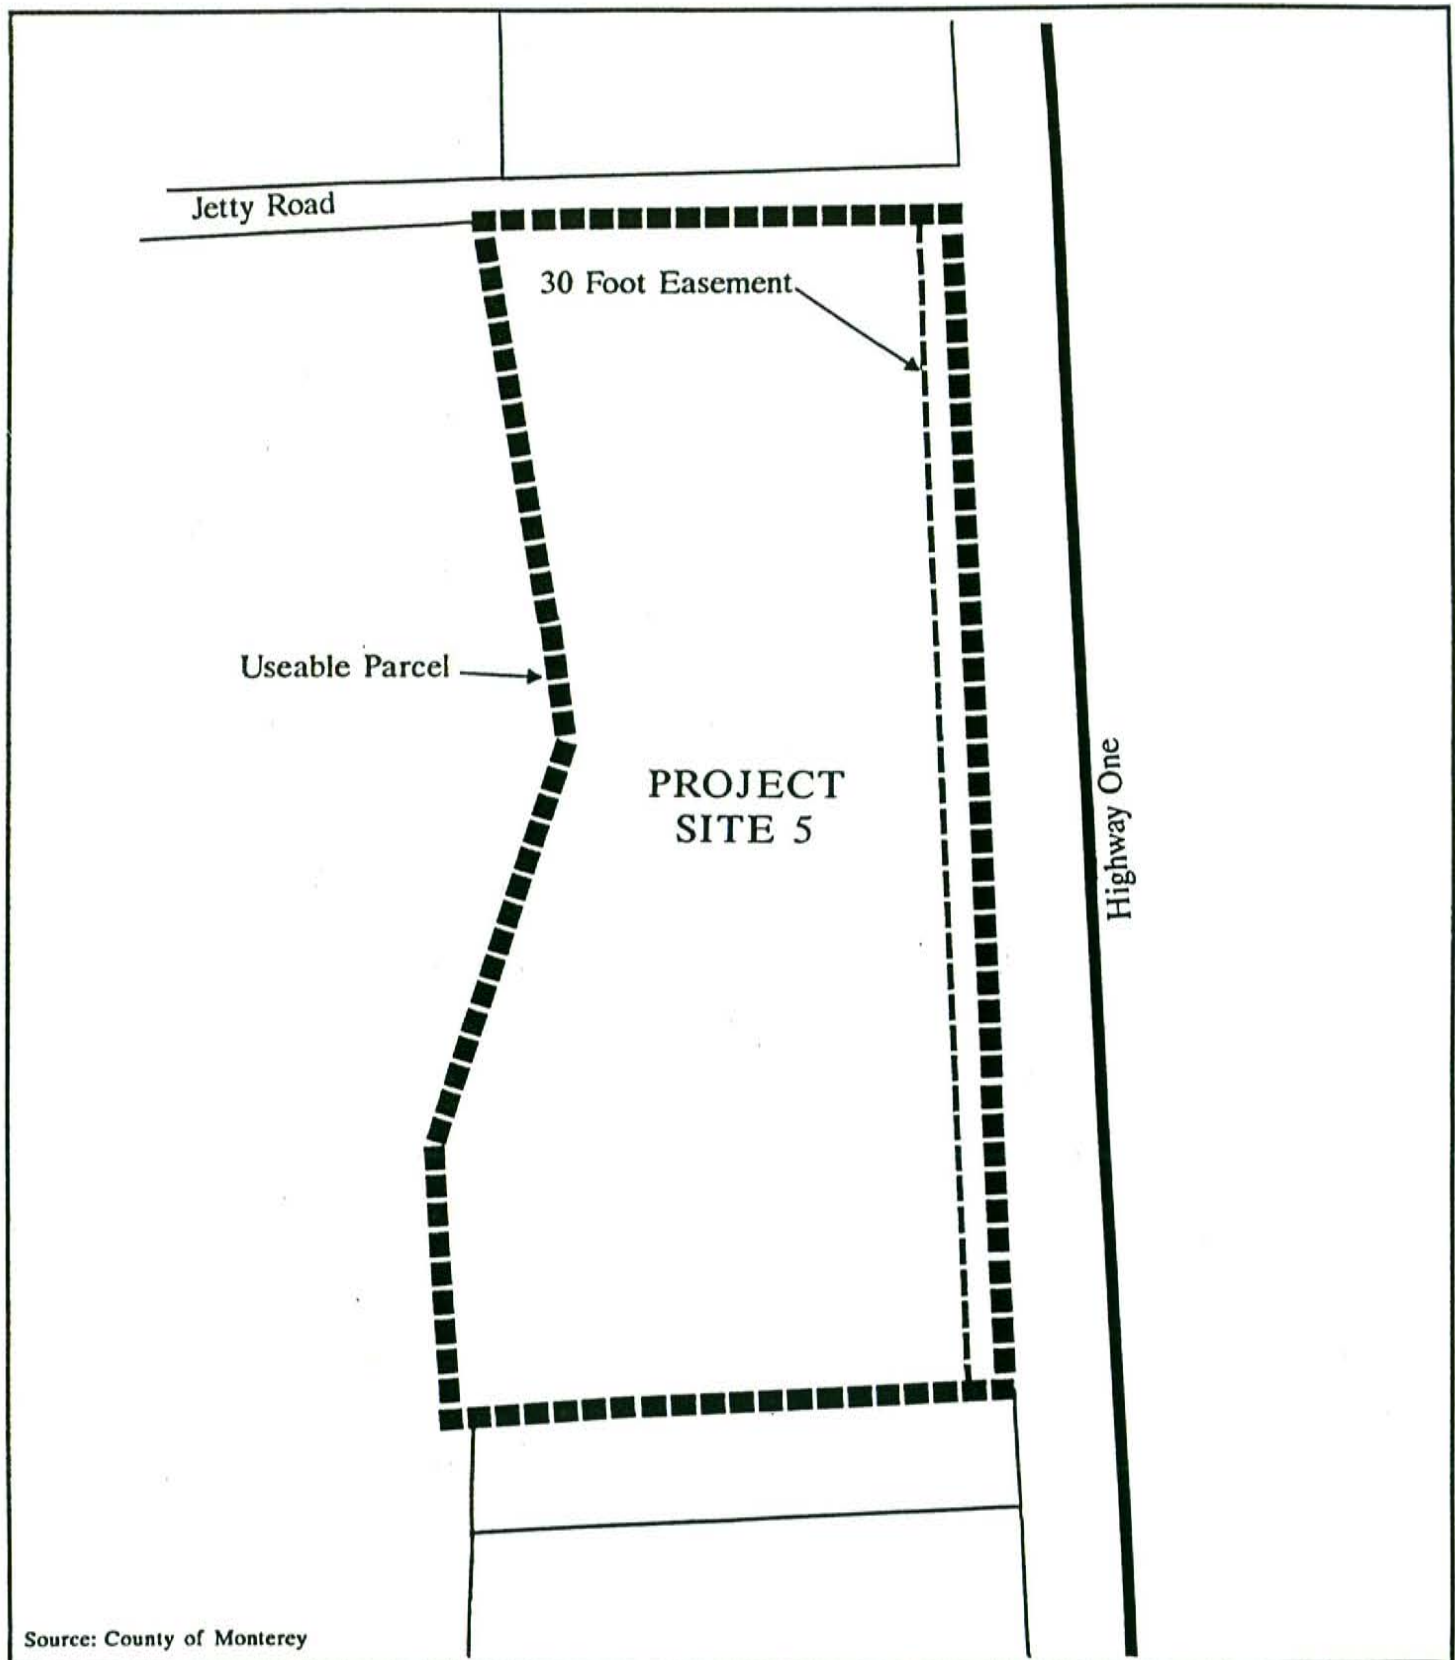 Jetty Road
30 Foot Easement
Useable Parcel
PROJECT
SITE 5
Highway One
Source: County of Monterey